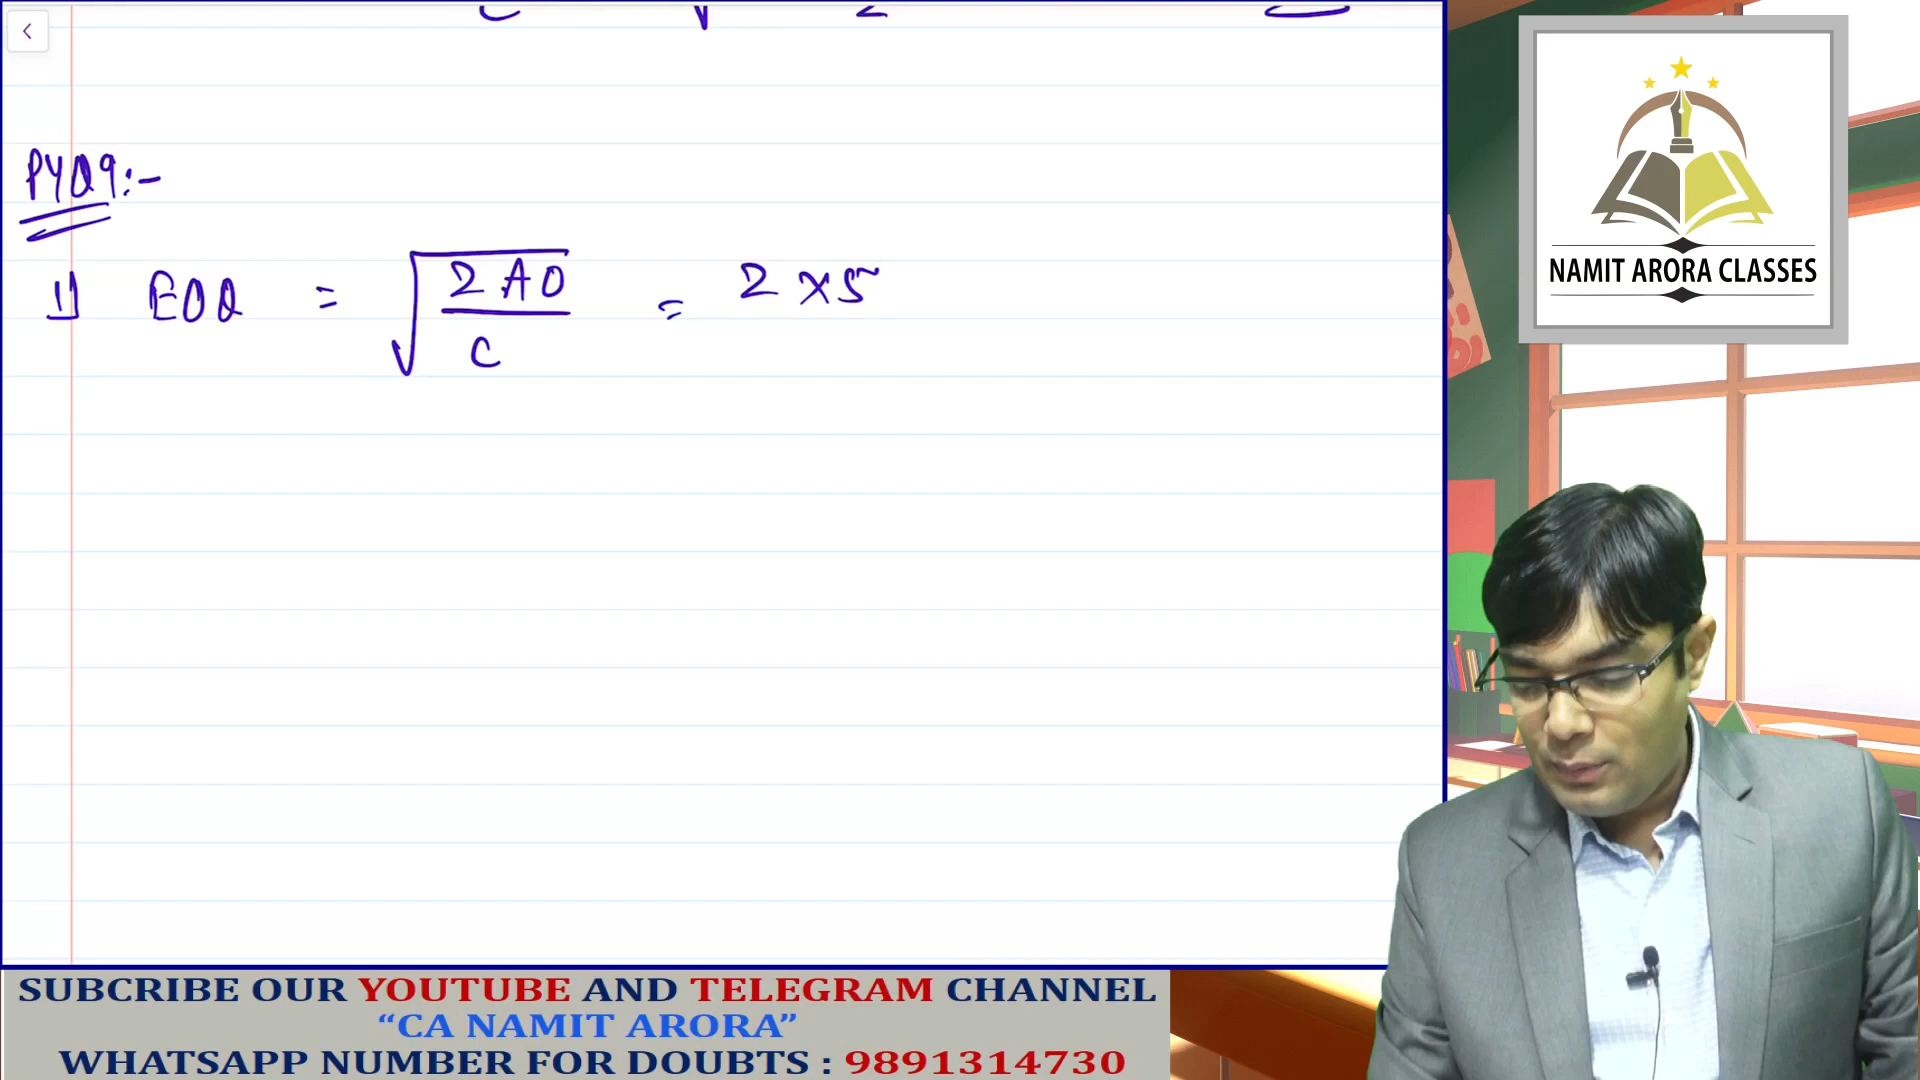 PYQ9:-
1] EOQ = √2AO/C = 2 × 5
NAMIT ARORA CLASSES
SUBCRIBE OUR YOUTUBE AND TELEGRAM CHANNEL
“CA NAMIT ARORA”
WHATSAPP NUMBER FOR DOUBTS : 9891314730